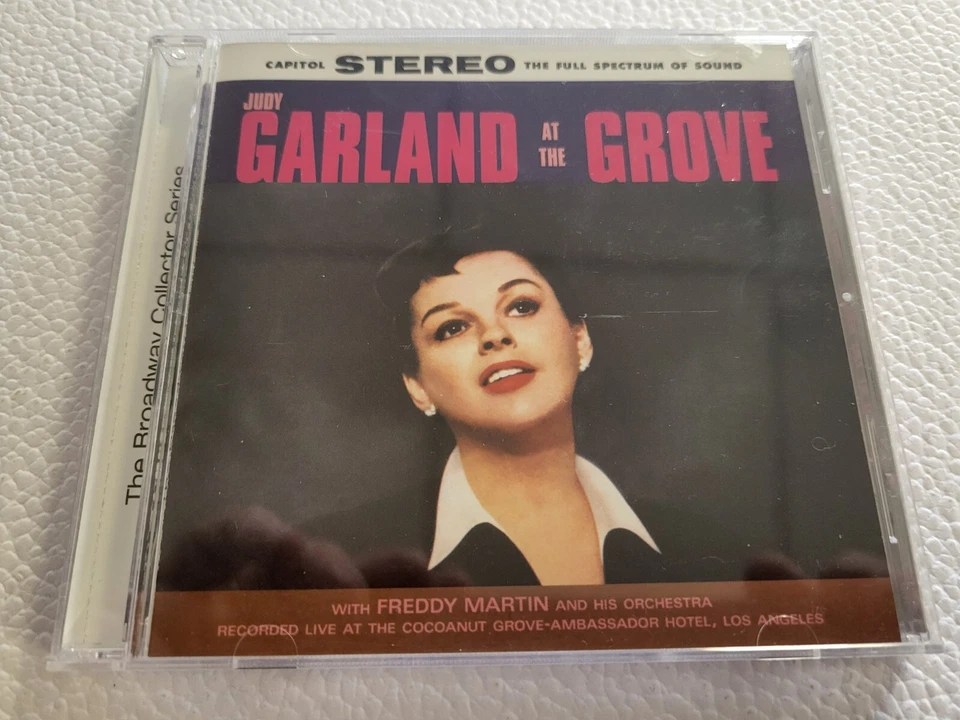 CAPITOL STEREO THE FULL SPECTRUM OF SOUND
JUDY
GARLAND AT THE GROVE
WITH FREDDY MARTIN AND HIS ORCHESTRA
RECORDED LIVE AT THE COCOANUT GROVE-AMBASSADOR HOTEL, LOS ANGELES
The Broadway Collector Series